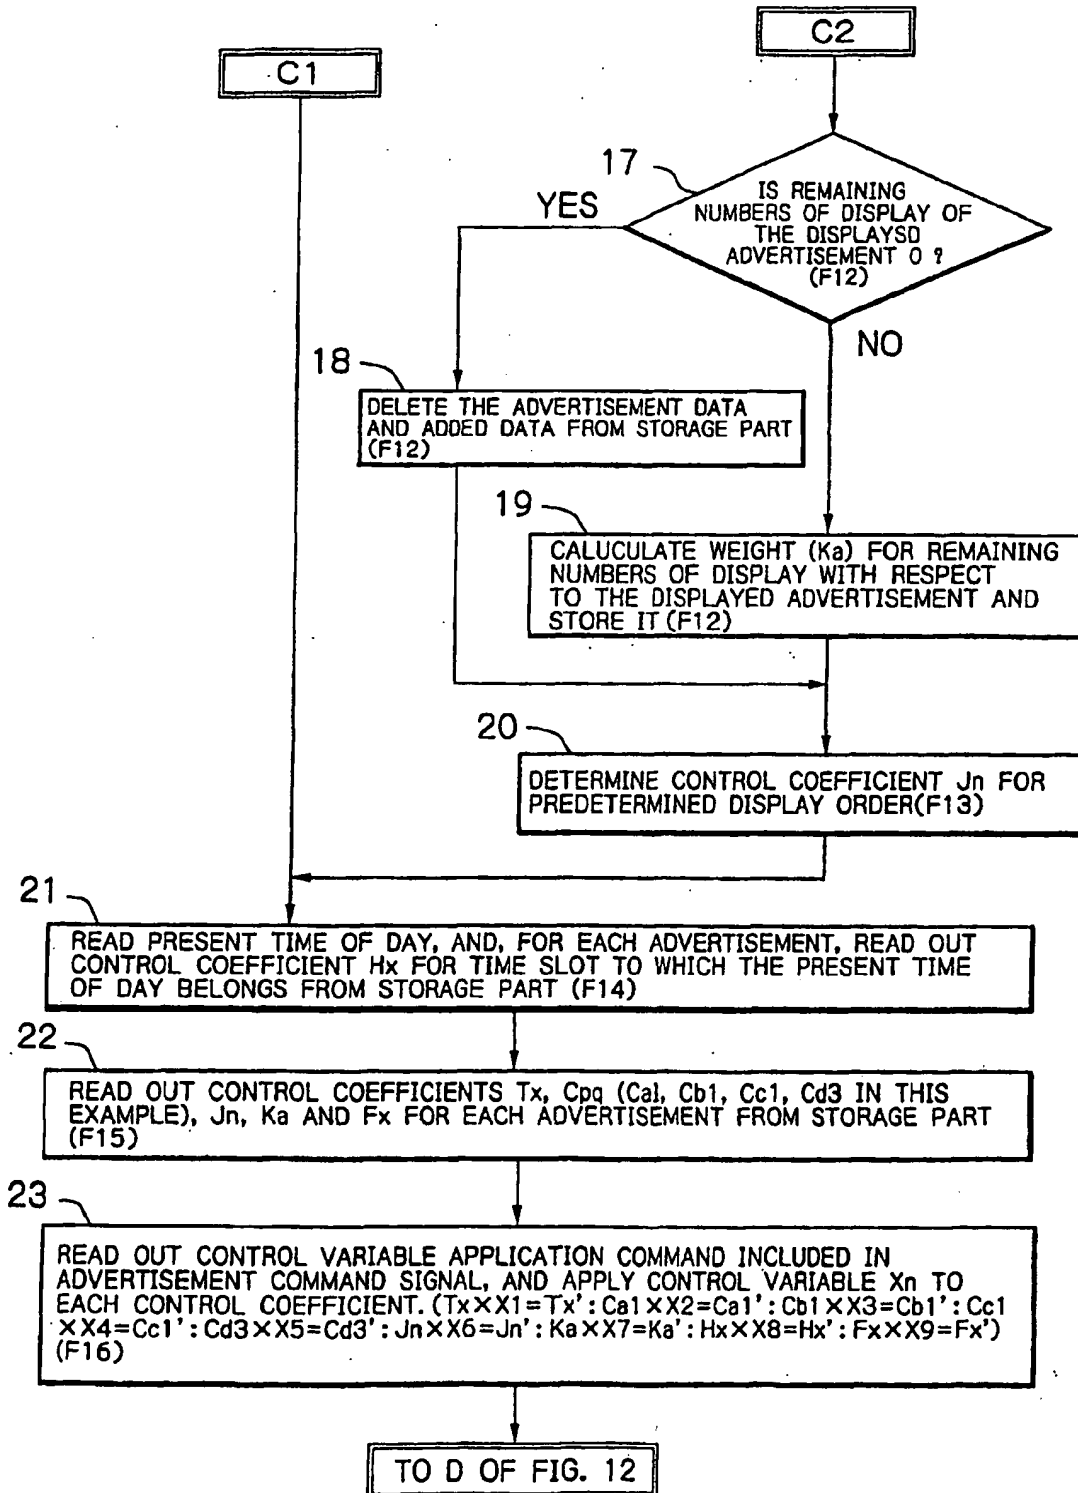 C1
C2
17
YES
IS REMAINING
NUMBERS OF DISPLAY OF
THE DISPLAYSD
ADVERTISEMENT 0 ?
(F12)
NO
18
DELETE THE ADVERTISEMENT DATA
AND ADDED DATA FROM STORAGE PART
(F12)
19
CALUCULATE WEIGHT (Ka) FOR REMAINING
NUMBERS OF DISPLAY WITH RESPECT
TO THE DISPLAYED ADVERTISEMENT AND
STORE IT (F12)
20
DETERMINE CONTROL COEFFICIENT Jn FOR
PREDETERMINED DISPLAY ORDER(F13)
21
READ PRESENT TIME OF DAY, AND, FOR EACH ADVERTISEMENT, READ OUT
CONTROL COEFFICIENT Hx FOR TIME SLOT TO WHICH THE PRESENT TIME
OF DAY BELONGS FROM STORAGE PART (F14)
22
READ OUT CONTROL COEFFICIENTS Tx, Cpq (Cal, Cb1, Cc1, Cd3 IN THIS
EXAMPLE), Jn, Ka AND Fx FOR EACH ADVERTISEMENT FROM STORAGE PART
(F15)
23
READ OUT CONTROL VARIABLE APPLICATION COMMAND INCLUDED IN
ADVERTISEMENT COMMAND SIGNAL, AND APPLY CONTROL VARIABLE Xn TO
EACH CONTROL COEFFICIENT. (Tx×X1=Tx' : Ca1×X2=Ca1' : Cb1×X3=Cb1' : Cc1
×X4=Cc1' : Cd3×X5=Cd3' : Jn×X6=Jn' : Ka×X7=Ka' : Hx×X8=Hx' : Fx×X9=Fx')
(F16)
TO D OF FIG. 12